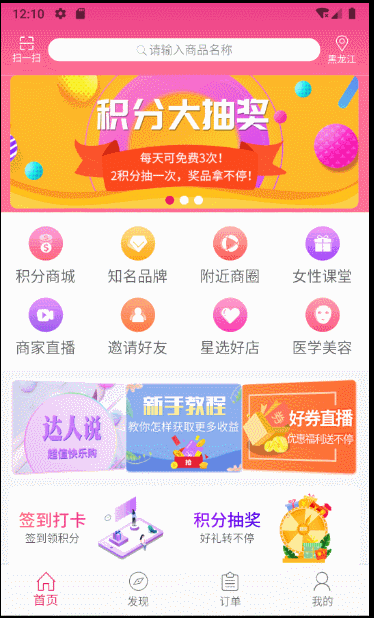 12:10
扫一扫
请输入商品名称
黑龙江
积分大抽奖
每天可免费3次！
2积分抽一次，奖品拿不停！
积分商城 知名品牌 附近商圈 女性课堂
商家直播 邀请好友 星选好店 医学美容
达人说
超值快乐购
新手教程
教你怎样获取更多收益
抢
好券直播
优惠福利送不停
签到打卡
签到领积分
积分抽奖
好礼转不停
首页 发现 订单 我的